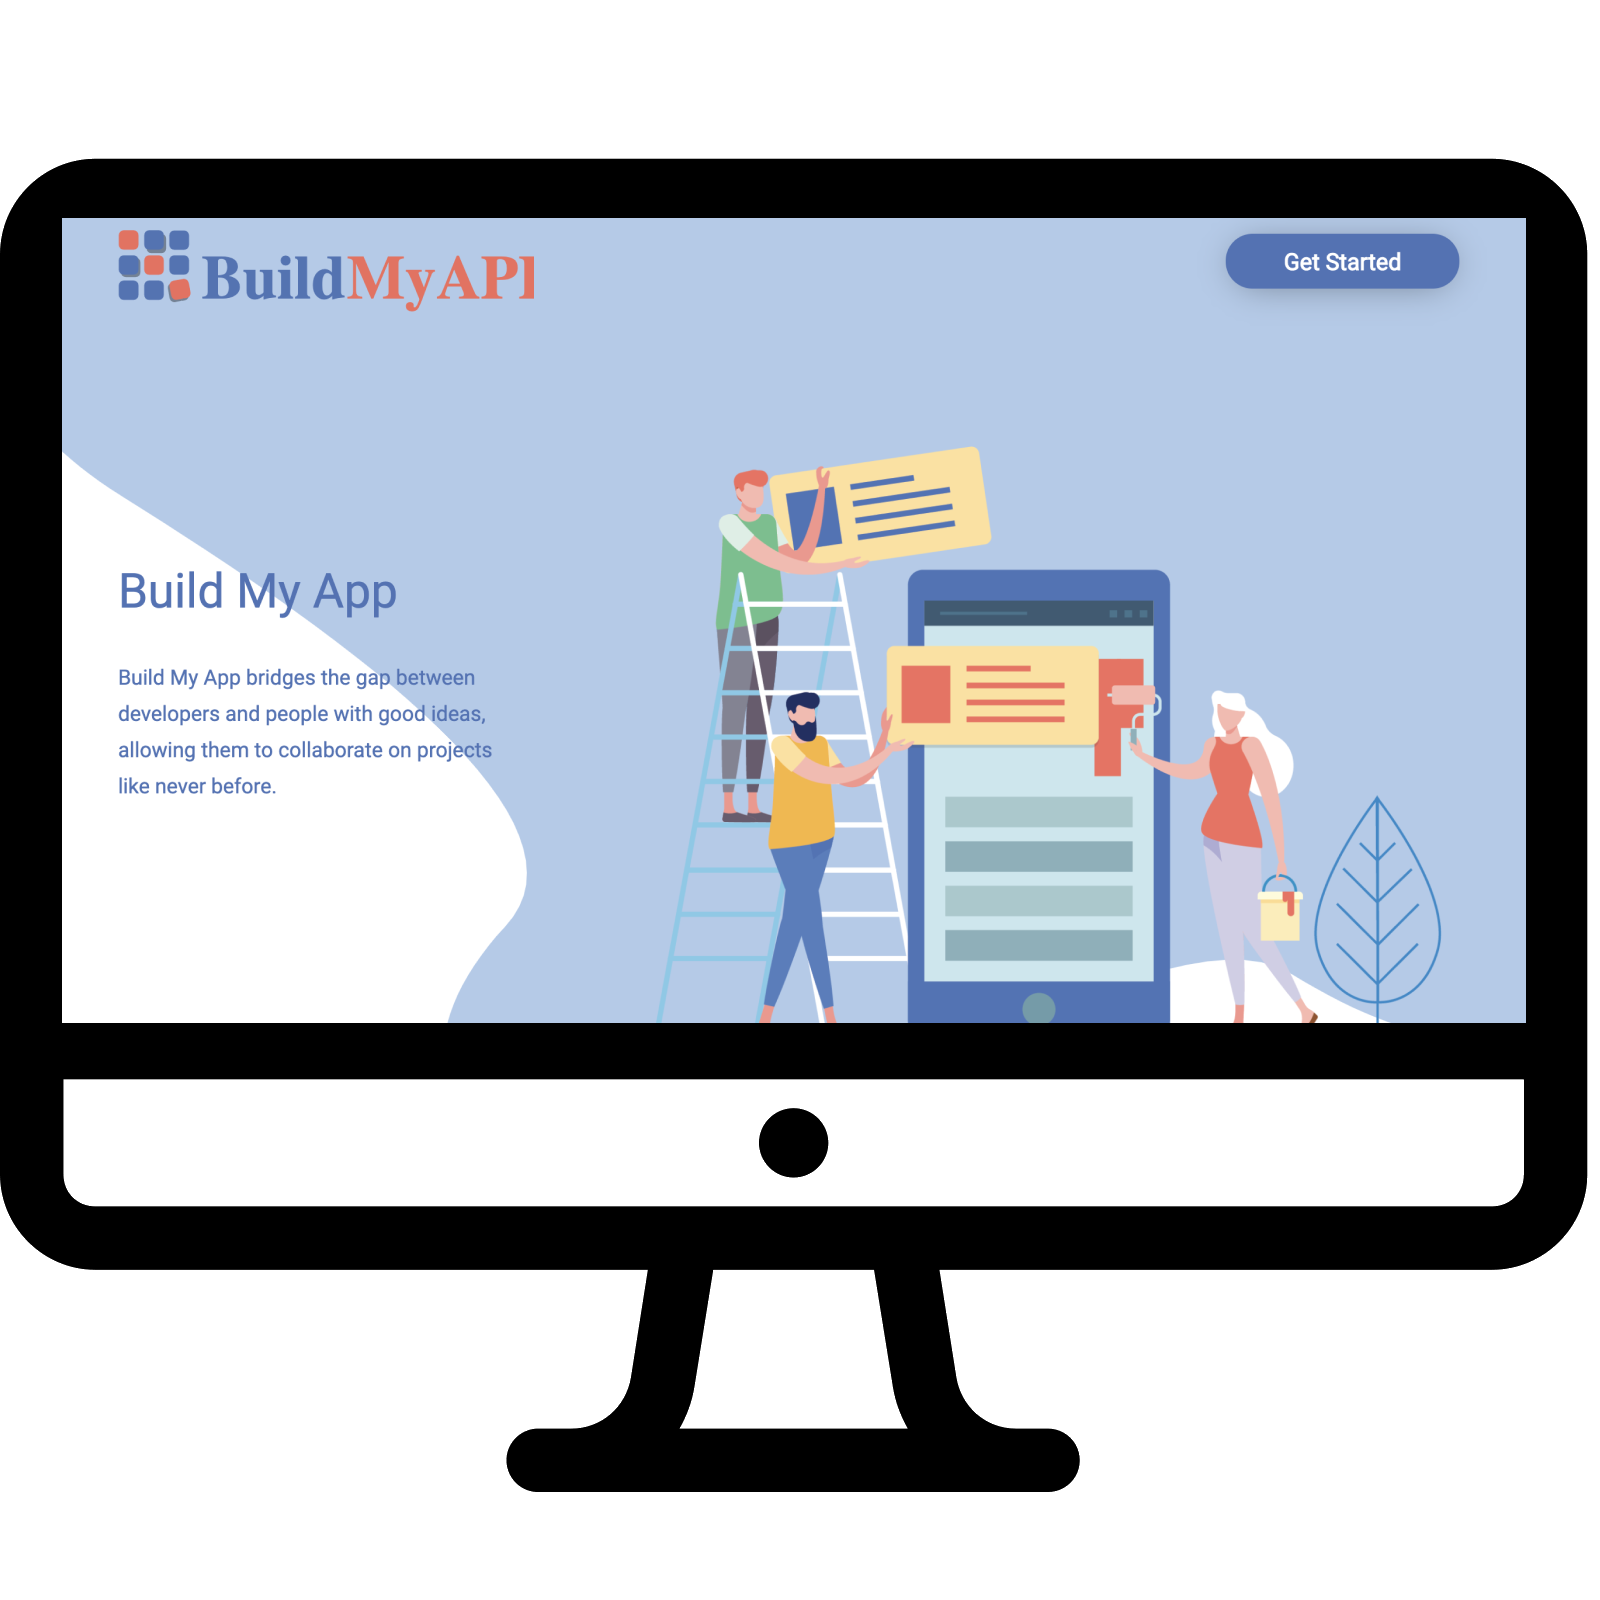 BuildMyAPP
Get Started
Build My App
Build My App bridges the gap between
developers and people with good ideas,
allowing them to collaborate on projects
like never before.